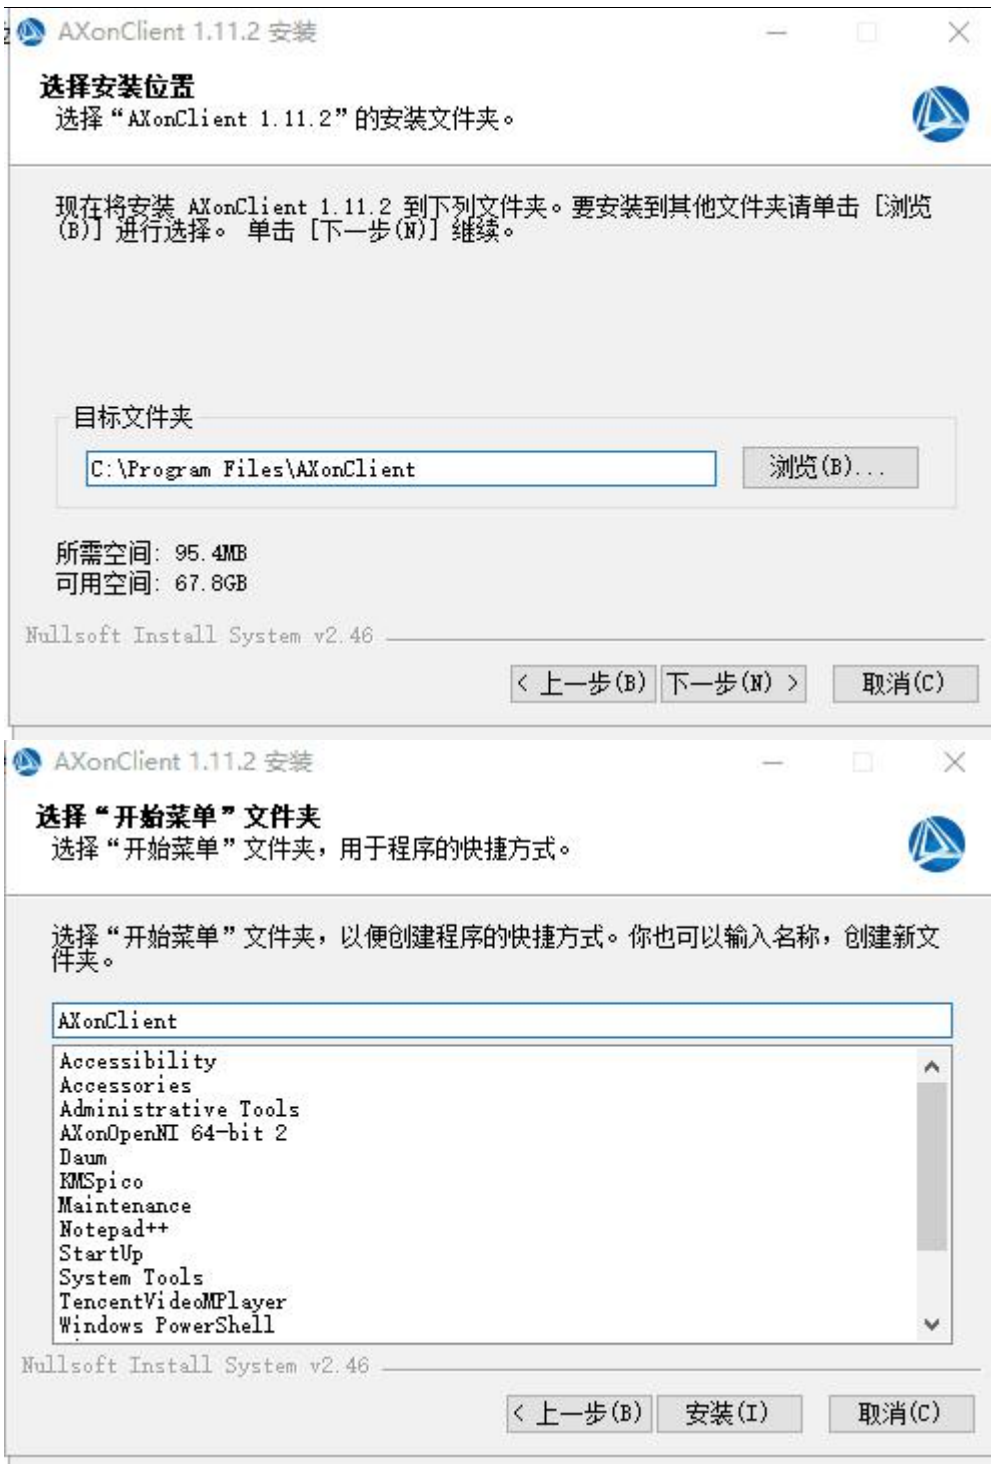 AXonClient 1.11.2 安装
选择安装位置
选择“AXonClient 1.11.2”的安装文件夹。
现在将安装 AXonClient 1.11.2 到下列文件夹。要安装到其他文件夹请单击 [浏览
(B)] 进行选择。 单击 [下一步(N)] 继续。
目标文件夹
C:\Program Files\AXonClient
浏览(B)...
所需空间: 95.4MB
可用空间: 67.8GB
Nullsoft Install System v2.46
< 上一步(B) 下一步(N) > 取消(C)
AXonClient 1.11.2 安装
选择“开始菜单”文件夹
选择“开始菜单”文件夹，用于程序的快捷方式。
选择“开始菜单”文件夹，以便创建程序的快捷方式。你也可以输入名称，创建新文
件夹。
AXonClient
Accessibility
Accessories
Administrative Tools
AXonOpenNI 64-bit 2
Daum
KMSpico
Maintenance
Notepad++
StartUp
System Tools
TencentVideoMPlayer
Windows PowerShell
Nullsoft Install System v2.46
< 上一步(B) 安装(I) 取消(C)